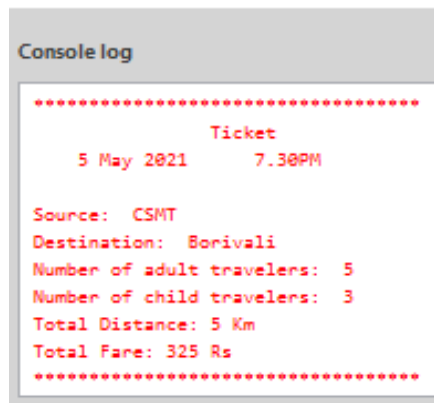 Console log
***********************************
Ticket
5 May 2021 7.30PM
Source: CSMT
Destination: Borivali
Number of adult travelers: 5
Number of child travelers: 3
Total Distance: 5 Km
Total Fare: 325 Rs
***********************************